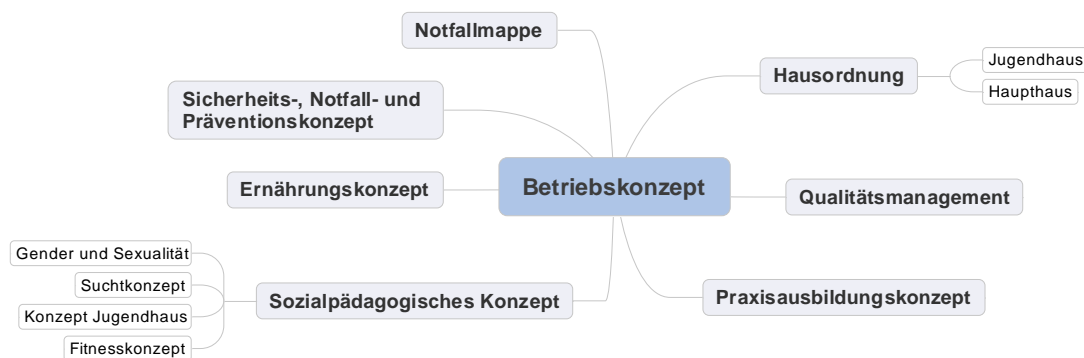 Notfallmappe
Hausordnung
Jugendhaus
Haupthaus
Sicherheits-, Notfall- und
Präventionskonzept
Ernährungskonzept
Betriebskonzept
Qualitätsmanagement
Gender und Sexualität
Suchtkonzept
Konzept Jugendhaus
Fitnesskonzept
Sozialpädagogisches Konzept
Praxisausbildungskonzept